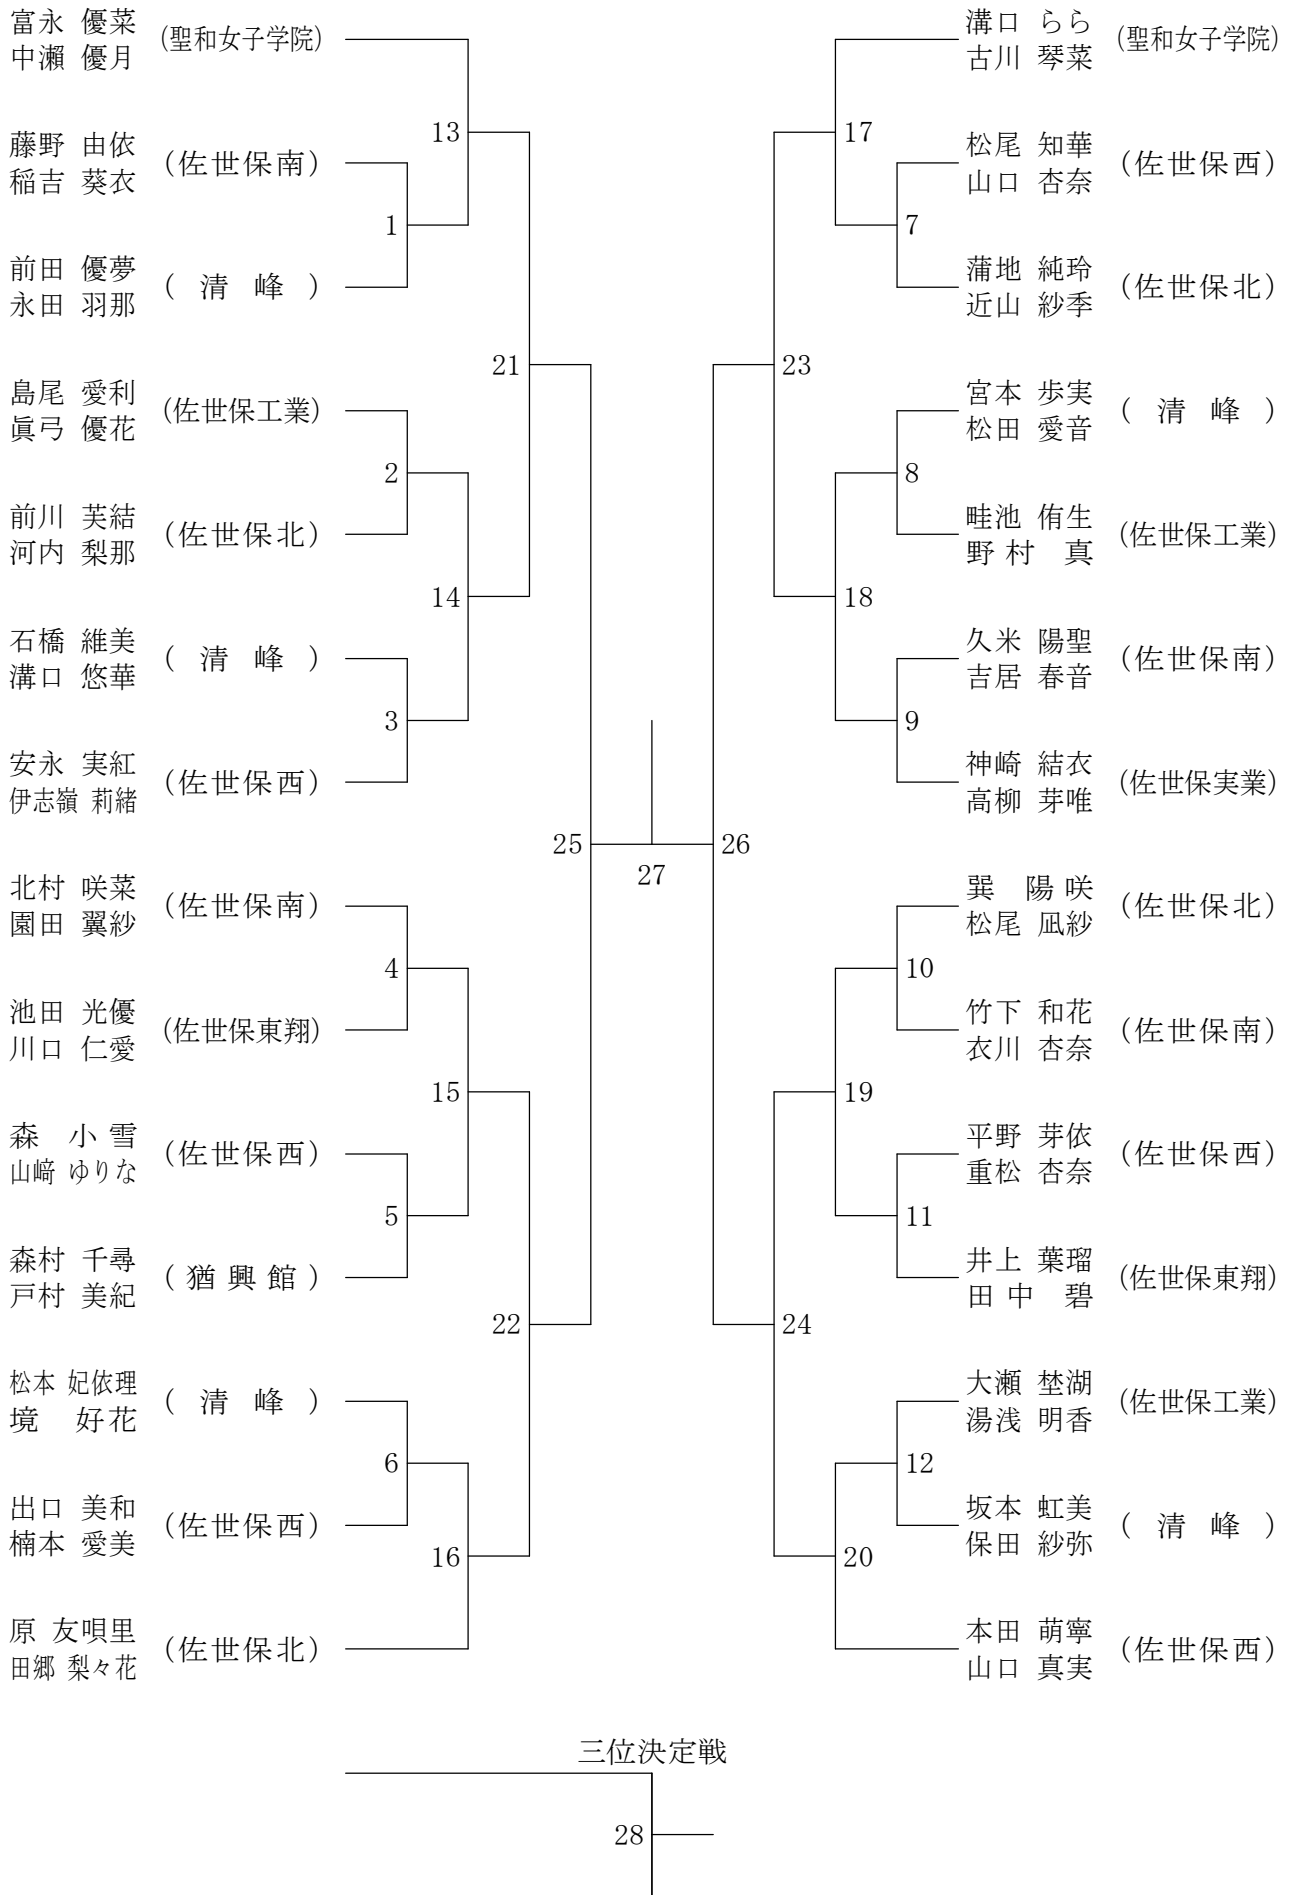 富永 優菜
中瀬 優月
(聖和女子学院)
藤野 由依
稲吉 葵衣
(佐世保南)
前田 優夢
永田 羽那
( 清 峰 )
島尾 愛利
眞弓 優花
(佐世保工業)
前川 芙結
河内 梨那
(佐世保北)
石橋 維美
溝口 悠華
( 清 峰 )
安永 実紅
伊志嶺 莉緒
(佐世保西)
北村 咲菜
園田 翼紗
(佐世保南)
池田 光優
川口 仁愛
(佐世保東翔)
森 小雪
山﨑 ゆりな
(佐世保西)
森村 千尋
戸村 美紀
( 猶 興 館 )
松本 妃依理
境 好花
( 清 峰 )
出口 美和
楠本 愛美
(佐世保西)
原 友唄里
田郷 梨々花
(佐世保北)
13
1
21
2
14
3
25
4
15
5
22
6
16
27
溝口 らら
古川 琴菜
(聖和女子学院)
松尾 知華
山口 杏奈
(佐世保西)
蒲地 純玲
近山 紗季
(佐世保北)
宮本 歩実
松田 愛音
( 清 峰 )
畦池 侑生
野村 真
(佐世保工業)
久米 陽聖
吉居 春音
(佐世保南)
神崎 結衣
高柳 芽唯
(佐世保実業)
巽 陽咲
松尾 凪紗
(佐世保北)
竹下 和花
衣川 杏奈
(佐世保南)
平野 芽依
重松 杏奈
(佐世保西)
井上 葉瑠
田中 碧
(佐世保東翔)
大瀬 埜湖
湯浅 明香
(佐世保工業)
坂本 虹美
保田 紗弥
( 清 峰 )
本田 萌寧
山口 真実
(佐世保西)
17
7
23
8
18
9
26
10
19
11
24
12
20
三位決定戦
28